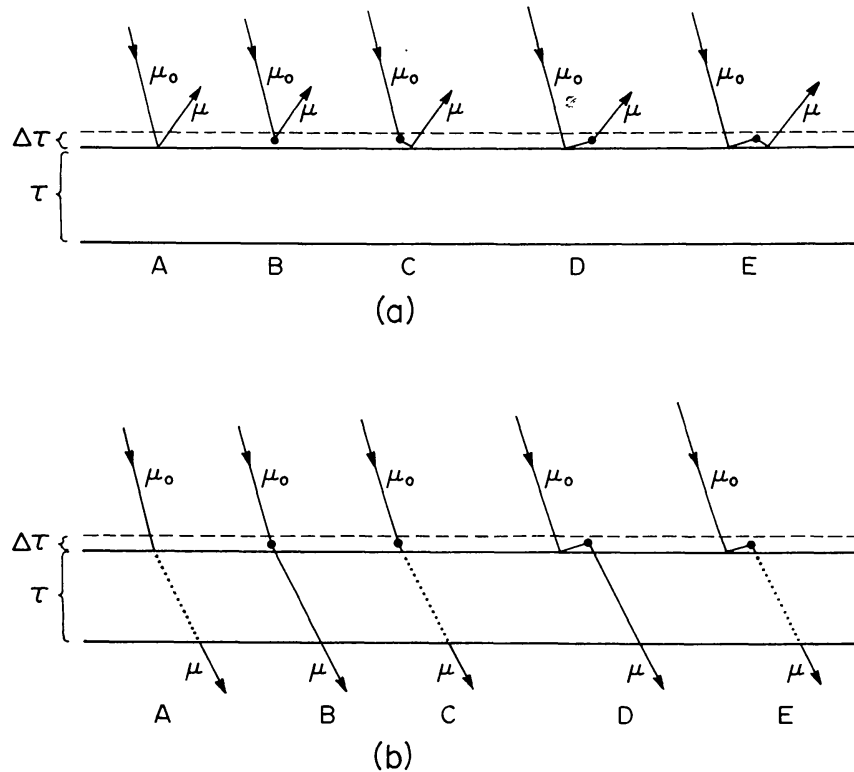 μ₀ μ₀ μ₀ μ₀ μ₀
μ μ μ μ μ
Δτ
τ
A B C D E
(a)
μ₀ μ₀ μ₀ μ₀ μ₀
Δτ
τ
μ μ μ μ μ
A B C D E
(b)